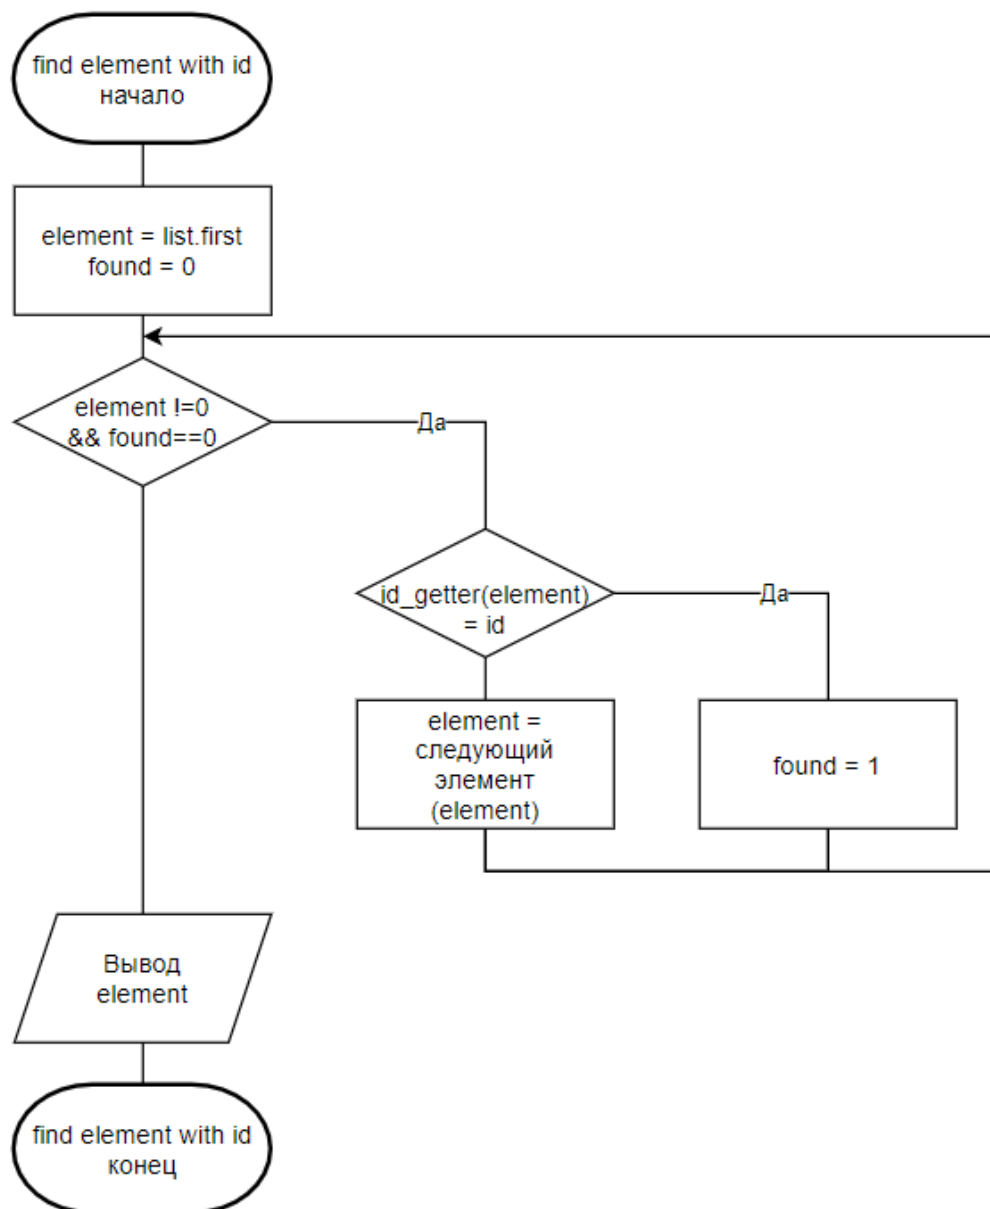 find element with id
начало
element = list.first
found = 0
element !=0
&& found==0
Да
id_getter(element)
= id
Да
element =
следующий
элемент
(element)
found = 1
Вывод
element
find element with id
конец